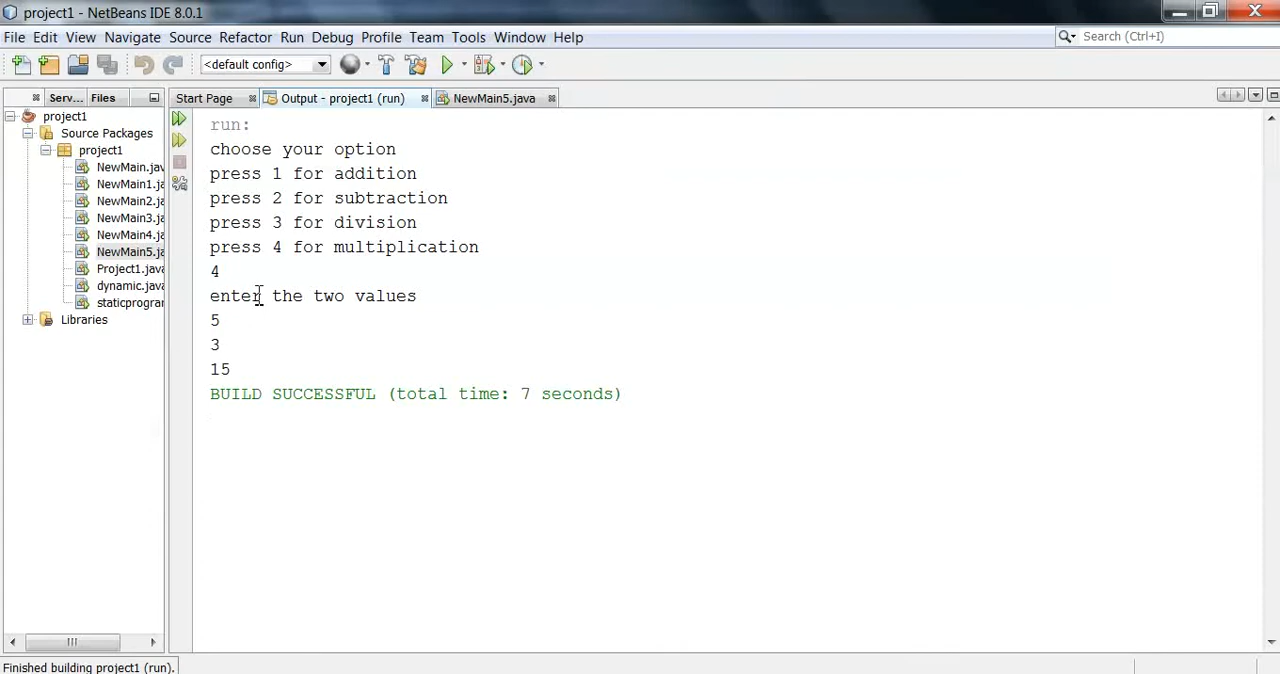 project1 - NetBeans IDE 8.0.1
File Edit View Navigate Source Refactor Run Debug Profile Team Tools Window Help
Search (Ctrl+I)
<default config>
Serv... Files
Start Page Output - project1 (run) NewMain5.java
project1
Source Packages
project1
NewMain.jav
NewMain1.ja
NewMain2.ja
NewMain3.ja
NewMain4.ja
NewMain5.ja
Project1.java
dynamic.java
staticprogram
Libraries
run:
choose your option
press 1 for addition
press 2 for subtraction
press 3 for division
press 4 for multiplication
4
enter the two values
5
3
15
BUILD SUCCESSFUL (total time: 7 seconds)
Finished building project1 (run).